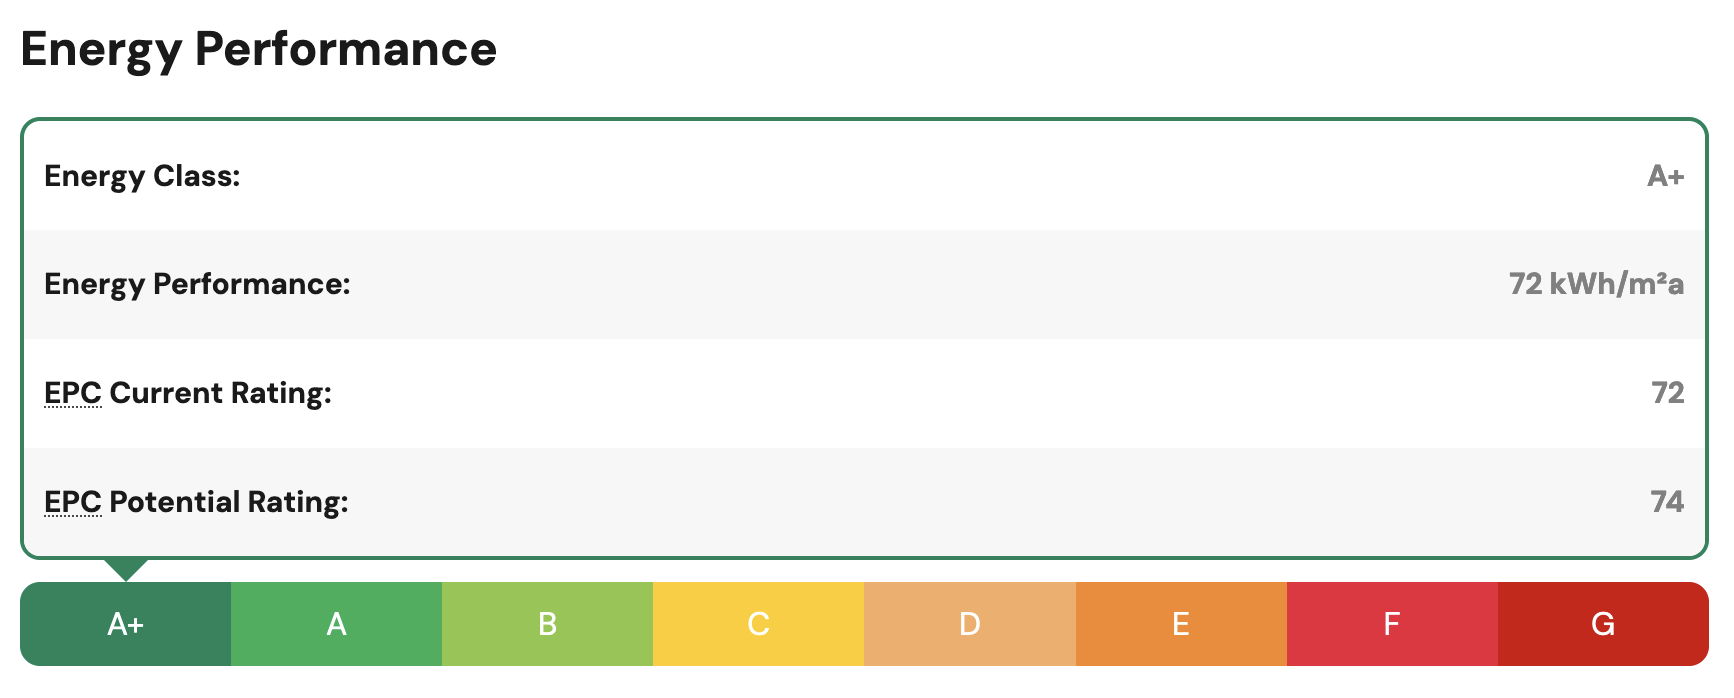 Energy Performance
Energy Class: A+
Energy Performance: 72 kWh/m²a
EPC Current Rating: 72
EPC Potential Rating: 74
A+ A B C D E F G